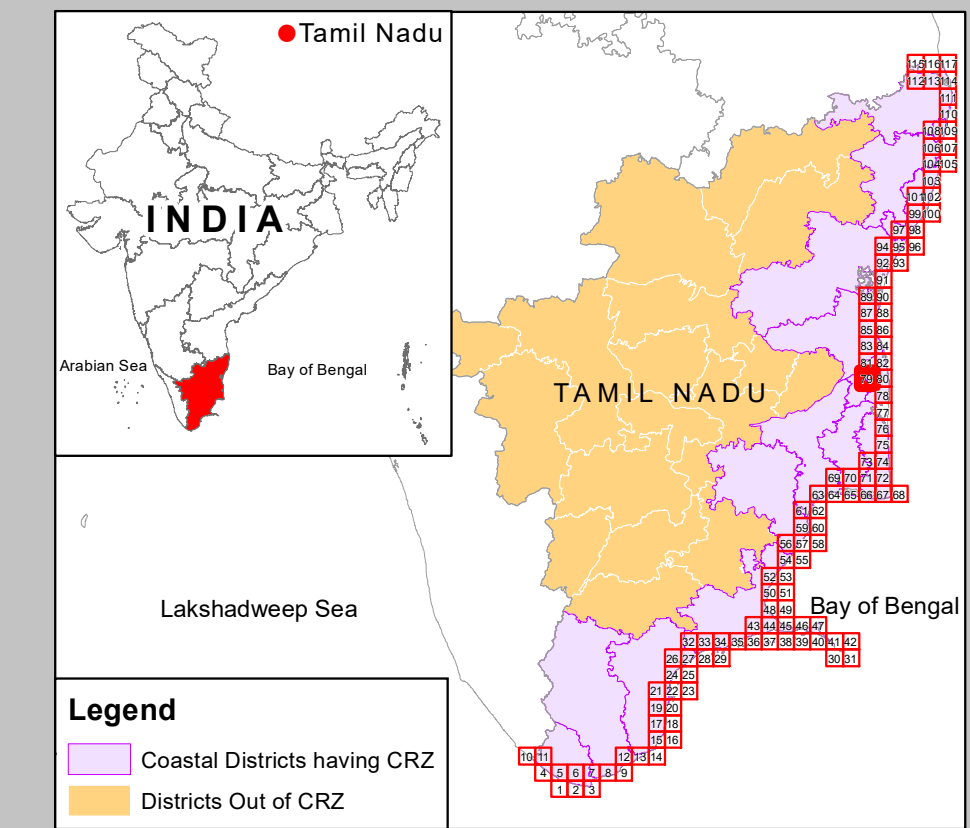 Tamil Nadu
INDIA
Arabian Sea
Bay of Bengal
115 116 117
112 113 114
111
110
108 109
106 107
104 105
103
101 102
99 100
97 98
94 95 96
92 93
91
89 90
87 88
85 86
83 84
81 82
79 80
TAMIL NADU
78
77
76
75
73 74
69 70 71 72
63 64 65 66 67 68
61 62
59 60
56 57 58
54 55
52 53
50 51
48 49
Lakshadweep Sea
Bay of Bengal
43 44 45 46 47
32 33 34 35 36 37 38 39 40 41 42
26 27 28 29
30 31
24 25
21 22 23
19 20
17 18
15 16
10 11
12 13 14
4 5 6 7 8 9
1 2 3
Legend
Coastal Districts having CRZ
Districts Out of CRZ